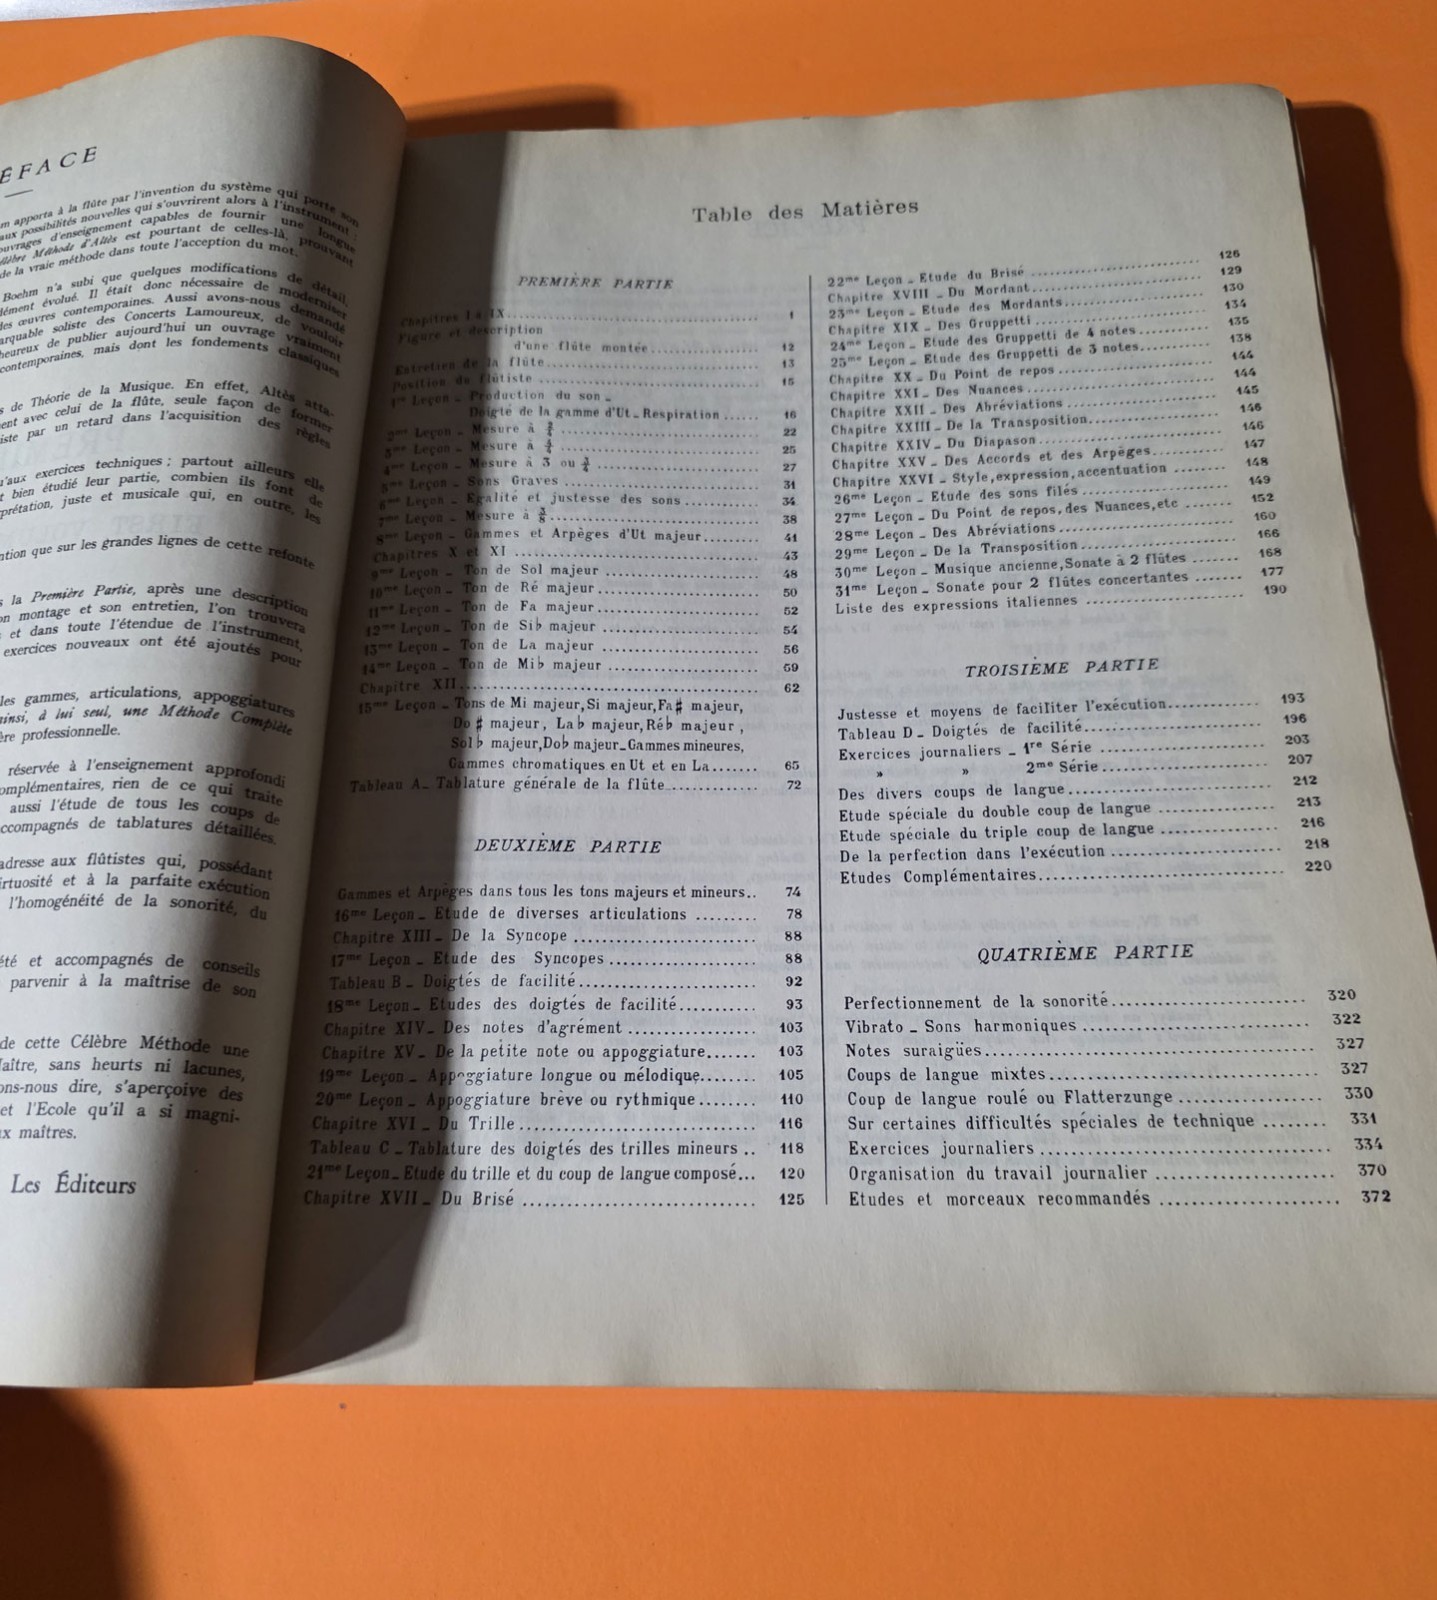 ÉFACE
m apporta à la flûte par l'invention du système qui porte son
aux possibilités nouvelles qui s'ouvrirent alors à l'instrument :
ouvrages d'enseignement capables de fournir une longue
lèbre Méthode d'Altès est pourtant de celles-là, prouvant
de la vraie méthode dans toute l'acception du mot.
Boehm n'a subi que quelques modifications de détail,
lément évolué. Il était donc nécessaire de moderniser
les œuvres contemporaines. Aussi avons-nous demandé
arquable soliste des Concerts Lamoureux, de vouloir
heureux de publier aujourd'hui un ouvrage vraiment
contemporaines, mais dont les fondements classiques
s de Théorie de la Musique. En effet, Altès atta-
ent avec celui de la flûte, seule façon de former
iste par un retard dans l'acquisition des règles
u'aux exercices techniques ; partout ailleurs elle
t bien étudié leur partie, combien ils font de
prétation, juste et musicale qui, en outre, les
ntion que sur les grandes lignes de cette refonte
s la Première Partie, après une description
on montage et son entretien, l'on trouvera
s et dans toute l'étendue de l'instrument,
exercices nouveaux ont été ajoutés pour
les gammes, articulations, appoggiatures
ainsi, à lui seul, une Méthode Complète
ère professionnelle.
réservée à l'enseignement approfondi
omplémentaires, rien de ce qui traite
aussi l'étude de tous les coups de
ccompagnés de tablatures détaillées.
adresse aux flûtistes qui, possédant
irtuosité et à la parfaite exécution
l'homogénéité de la sonorité, du
été et accompagnés de conseils
parvenir à la maîtrise de son
de cette Célèbre Méthode une
Maître, sans heurts ni lacunes,
ons-nous dire, s'aperçoive des
et l'Ecole qu'il a si magni-
ux maîtres.
Les Éditeurs
Table des Matières
PREMIÈRE PARTIE
Chapitres I à IX.......... 1
Figure et description
d'une flûte montée.......... 12
Entretien de la flûte.......... 13
Position du flûtiste.......... 15
1re Leçon _ Production du son _
Doigté de la gamme d'Ut _ Respiration..... 16
2me Leçon _ Mesure à 2/4.......... 22
3me Leçon _ Mesure à 4/4.......... 25
4me Leçon _ Mesure à 3 ou 3/4.......... 27
5me Leçon _ Sons Graves.......... 31
6me Leçon _ Egalité et justesse des sons.......... 34
7me Leçon _ Mesure à 3/8.......... 38
8me Leçon _ Gammes et Arpèges d'Ut majeur....... 41
Chapitres X et XI.......... 43
9me Leçon _ Ton de Sol majeur.......... 48
10me Leçon _ Ton de Ré majeur.......... 50
11me Leçon _ Ton de Fa majeur.......... 52
12me Leçon _ Ton de Si♭ majeur.......... 54
13me Leçon _ Ton de La majeur.......... 56
14me Leçon _ Ton de Mi♭ majeur.......... 59
Chapitre XII.......... 62
15me Leçon _ Tons de Mi majeur, Si majeur, Fa♯ majeur,
Do♯ majeur, La♭ majeur, Ré♭ majeur,
Sol♭ majeur, Do♭ majeur _ Gammes mineures,
Gammes chromatiques en Ut et en La....... 65
Tableau A _ Tablature générale de la flûte.......... 72
DEUXIÈME PARTIE
Gammes et Arpèges dans tous les tons majeurs et mineurs.. 74
16me Leçon _ Etude de diverses articulations......... 78
Chapitre XIII _ De la Syncope.......... 88
17me Leçon _ Etude des Syncopes.......... 88
Tableau B _ Doigtés de facilité.......... 92
18me Leçon _ Etudes des doigtés de facilité.......... 93
Chapitre XIV _ Des notes d'agrément.......... 103
Chapitre XV _ De la petite note ou appoggiature....... 103
19me Leçon _ Appoggiature longue ou mélodique........ 105
20me Leçon _ Appoggiature brève ou rythmique........ 110
Chapitre XVI _ Du Trille.......... 116
Tableau C _ Tablature des doigtés des trilles mineurs.. 118
21me Leçon _ Etude du trille et du coup de langue composé... 120
Chapitre XVII _ Du Brisé.......... 125
22me Leçon _ Etude du Brisé.......... 126
Chapitre XVIII _ Du Mordant.......... 129
23me Leçon _ Etude des Mordants.......... 130
Chapitre XIX _ Des Gruppetti.......... 134
24me Leçon _ Etude des Gruppetti de 4 notes.......... 135
25me Leçon _ Etude des Gruppetti de 3 notes.......... 138
Chapitre XX _ Du Point de repos.......... 144
Chapitre XXI _ Des Nuances.......... 144
Chapitre XXII _ Des Abréviations.......... 145
Chapitre XXIII _ De la Transposition.......... 146
Chapitre XXIV _ Du Diapason.......... 146
Chapitre XXV _ Des Accords et des Arpèges.......... 147
Chapitre XXVI _ Style, expression, accentuation........ 148
26me Leçon _ Etude des sons filés.......... 149
27me Leçon _ Du Point de repos, des Nuances, etc....... 152
28me Leçon _ Des Abréviations.......... 160
29me Leçon _ De la Transposition.......... 166
30me Leçon _ Musique ancienne, Sonate à 2 flûtes....... 168
31me Leçon _ Sonate pour 2 flûtes concertantes....... 177
Liste des expressions italiennes.......... 190
TROISIÈME PARTIE
Justesse et moyens de faciliter l'exécution.......... 193
Tableau D _ Doigtés de facilité.......... 196
Exercices journaliers _ 1re Série.......... 203
» » 2me Série.......... 207
Des divers coups de langue.......... 212
Etude spéciale du double coup de langue.......... 213
Etude spéciale du triple coup de langue.......... 216
De la perfection dans l'exécution.......... 218
Etudes Complémentaires.......... 220
QUATRIÈME PARTIE
Perfectionnement de la sonorité.......... 320
Vibrato _ Sons harmoniques.......... 322
Notes suraigües.......... 327
Coups de langue mixtes.......... 327
Coup de langue roulé ou Flatterzunge.......... 330
Sur certaines difficultés spéciales de technique........ 331
Exercices journaliers.......... 334
Organisation du travail journalier.......... 370
Etudes et morceaux recommandés.......... 372